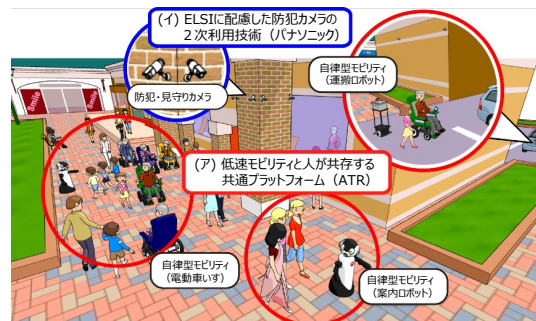 (イ) ELSIに配慮した防犯カメラの
２次利用技術（パナソニック）
防犯・見守りカメラ
自律型モビリティ
（運搬ロボット）
Smile
Smile
(ア) 低速モビリティと人が共存する
共通プラットフォーム（ATR）
自律型モビリティ
（電動車いす）
自律型モビリティ
（案内ロボット）